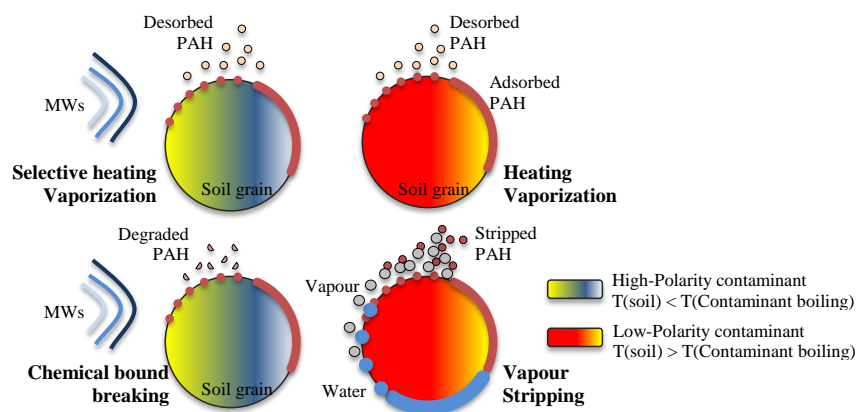 Desorbed
PAH
MWs
Selective heating
Vaporization
Soil grain
Desorbed
PAH
Adsorbed
PAH
Soil grain
Heating
Vaporization
Degraded
PAH
MWs
Chemical bound
breaking
Soil grain
Stripped
PAH
Vapour
Water
Vapour
Stripping
High-Polarity contaminant
T(soil) < T(Contaminant boiling)
Low-Polarity contaminant
T(soil) > T(Contaminant boiling)